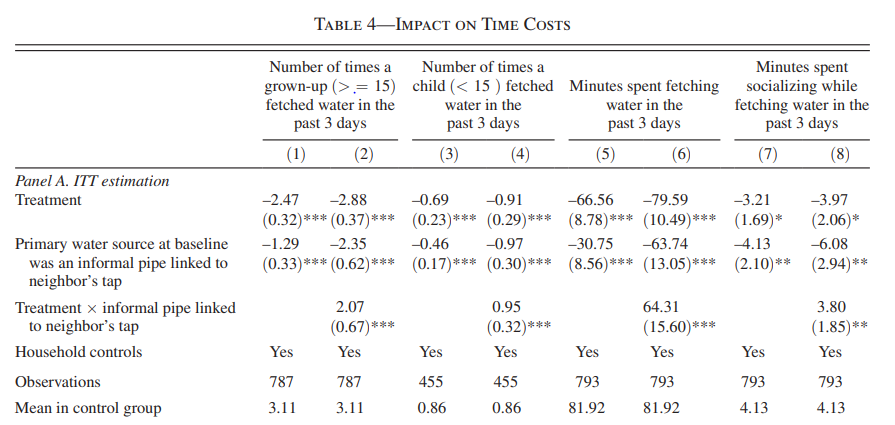 TABLE 4—IMPACT ON TIME COSTS
Number of times a grown-up (>.= 15) fetched water in the past 3 days
Number of times a child (< 15 ) fetched water in the past 3 days
Minutes spent fetching water in the past 3 days
Minutes spent socializing while fetching water in the past 3 days
(1) (2) (3) (4) (5) (6) (7) (8)
Panel A. ITT estimation
Treatment –2.47 –2.88 –0.69 –0.91 –66.56 –79.59 –3.21 –3.97
(0.32)*** (0.37)*** (0.23)*** (0.29)*** (8.78)*** (10.49)*** (1.69)* (2.06)*
Primary water source at baseline –1.29 –2.35 –0.46 –0.97 –30.75 –63.74 –4.13 –6.08
was an informal pipe linked to (0.33)*** (0.62)*** (0.17)*** (0.30)*** (8.56)*** (13.05)*** (2.10)** (2.94)**
neighbor's tap
Treatment × informal pipe linked 2.07 0.95 64.31 3.80
to neighbor's tap (0.67)*** (0.32)*** (15.60)*** (1.85)**
Household controls Yes Yes Yes Yes Yes Yes Yes Yes
Observations 787 787 455 455 793 793 793 793
Mean in control group 3.11 3.11 0.86 0.86 81.92 81.92 4.13 4.13